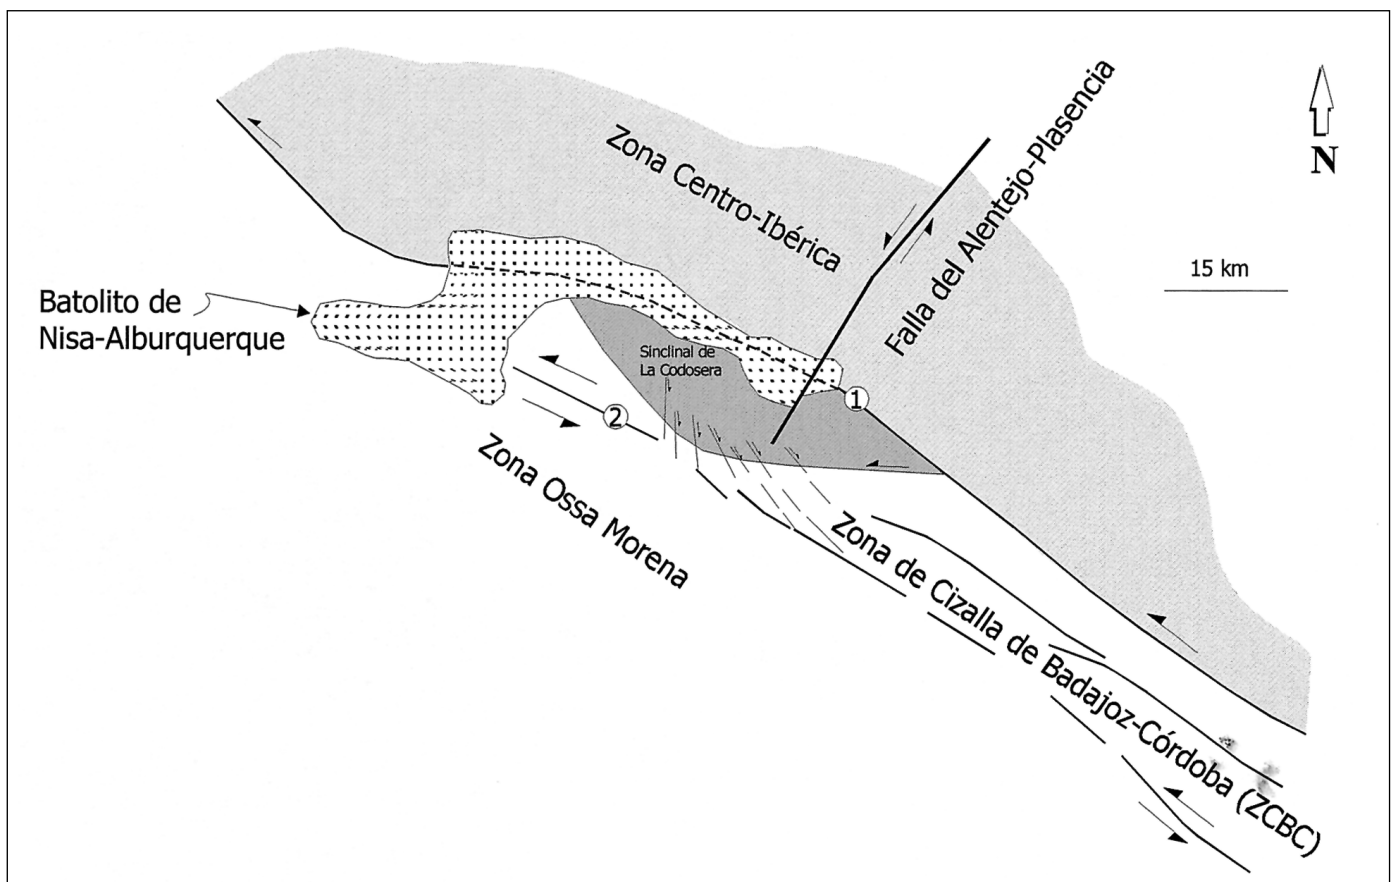 Zona Centro-Ibérica
Falla del Alentejo-Plasencia
N
15 km
Batolito de
Nisa-Alburquerque
Sinclinal de
La Codosera
1
2
Zona Ossa Morena
Zona de Cizalla de Badajoz-Córdoba (ZCBC)